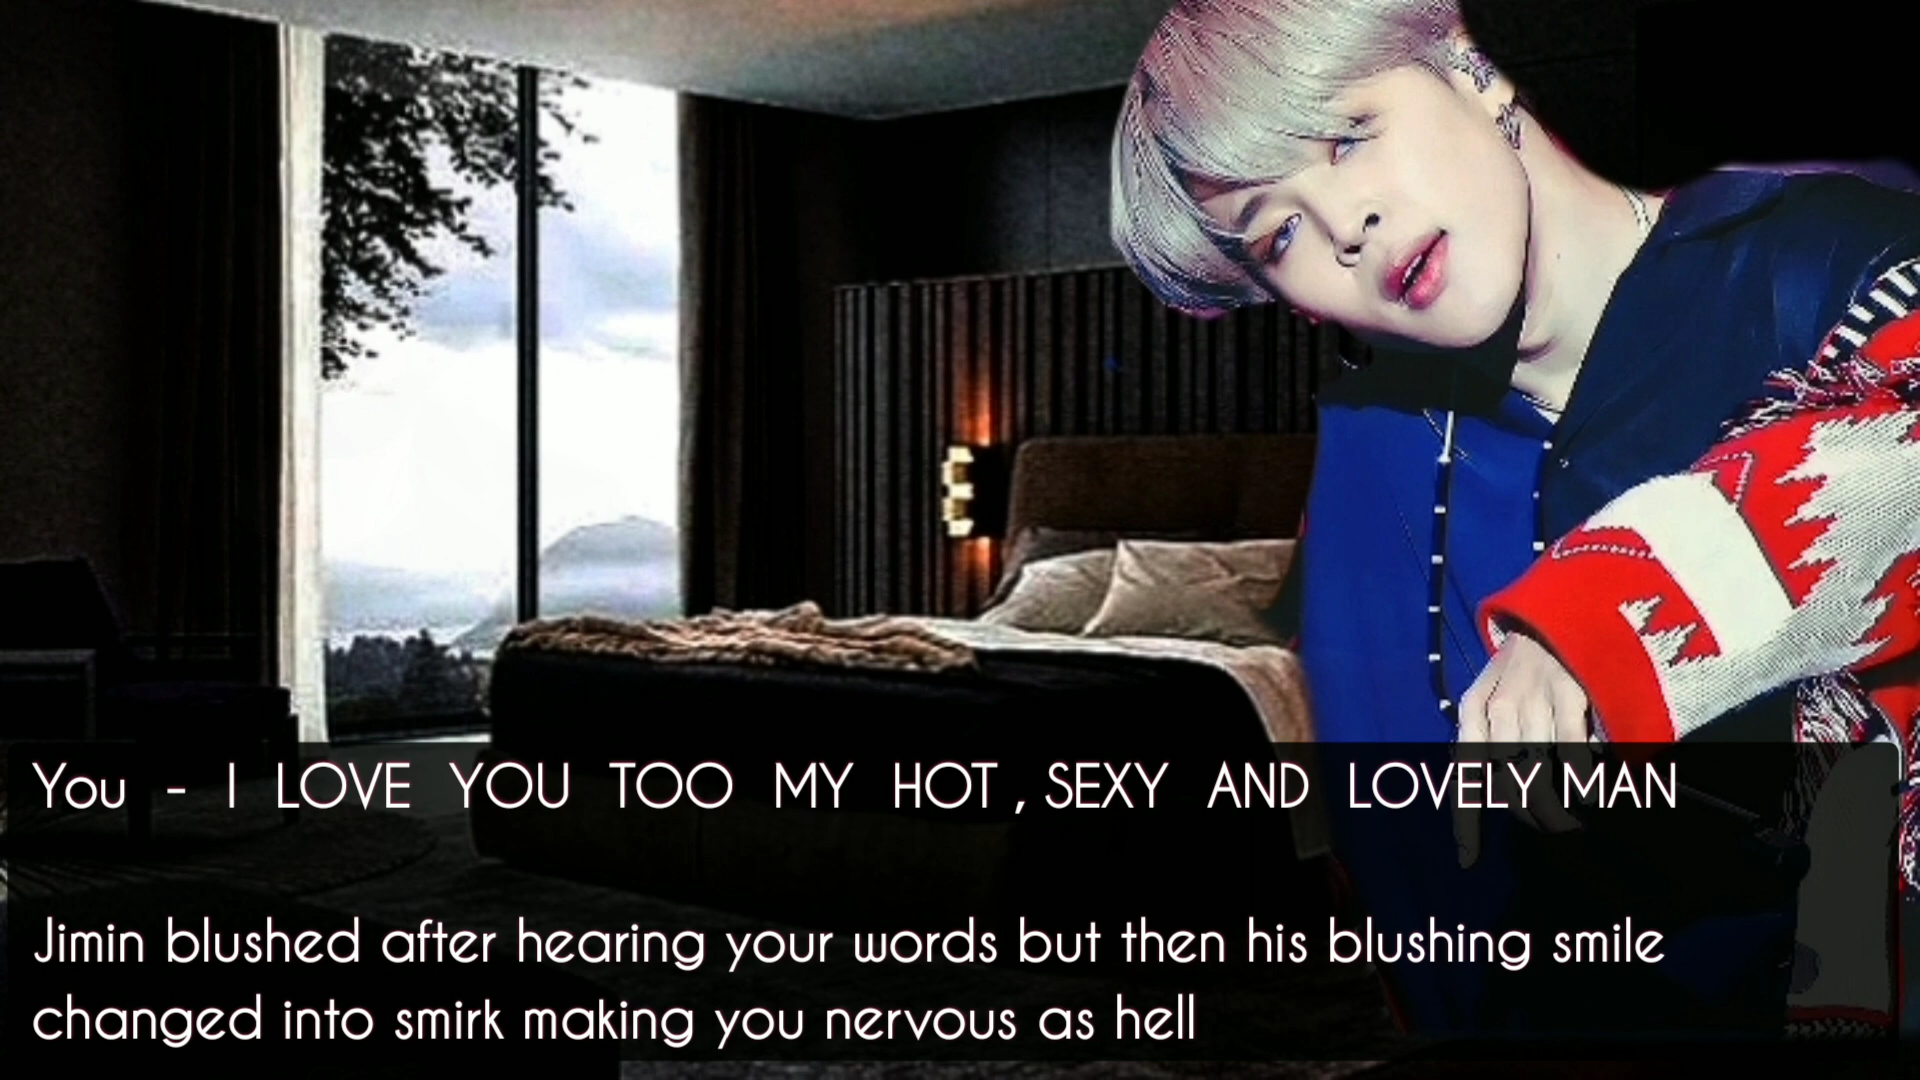 You - I LOVE YOU TOO MY HOT , SEXY AND LOVELY MAN
Jimin blushed after hearing your words but then his blushing smile
changed into smirk making you nervous as hell